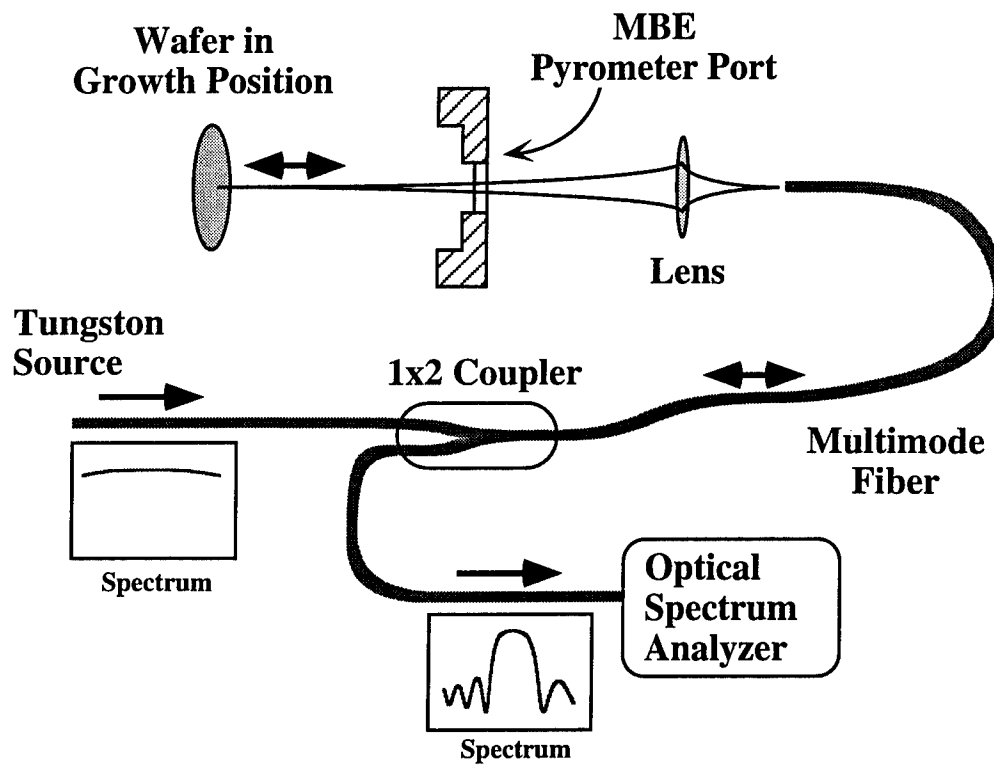 Wafer in
Growth Position
MBE
Pyrometer Port
Lens
Tungston
Source
1x2 Coupler
Multimode
Fiber
Spectrum
Optical
Spectrum
Analyzer
Spectrum